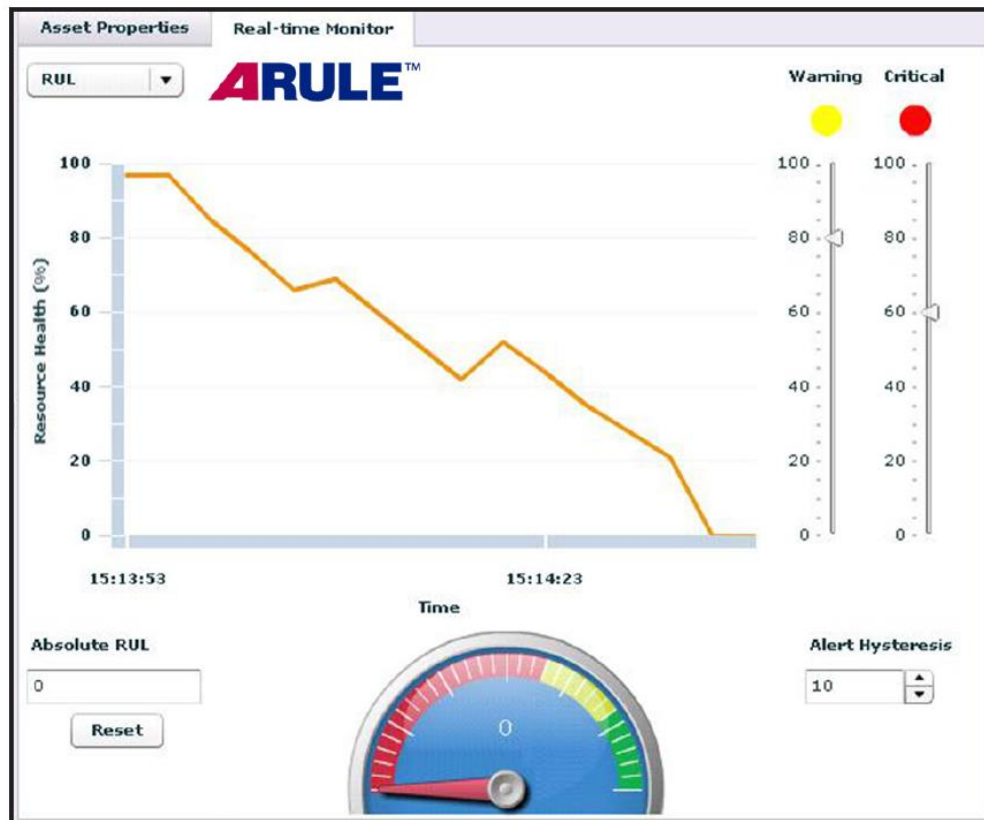 Asset Properties
Real-time Monitor
RUL
ARULE™
Warning
Critical
100
80
60
40
20
0
Resource Health (%)
15:13:53
15:14:23
Time
100
80
60
40
20
0
100
80
60
40
20
0
Absolute RUL
0
Reset
0
Alert Hysteresis
10